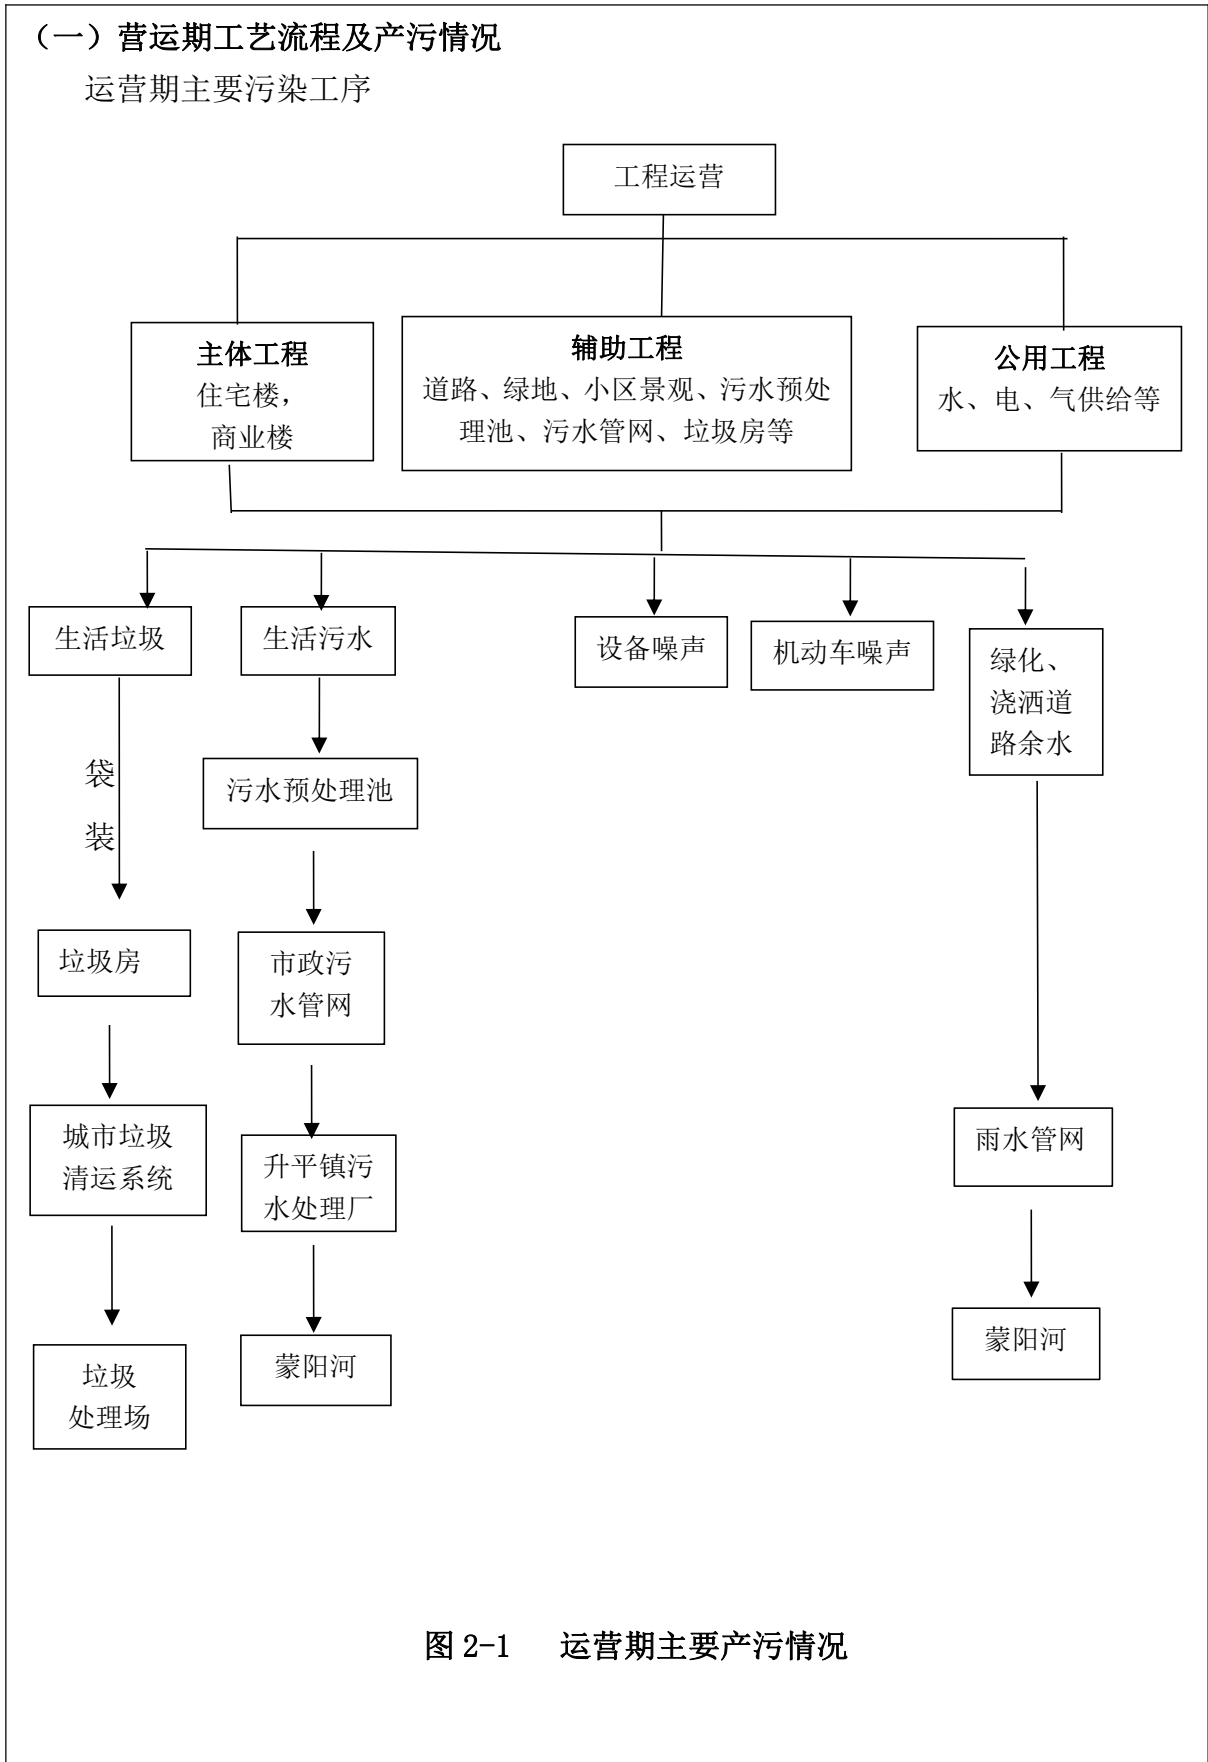 （一）营运期工艺流程及产污情况
运营期主要污染工序
工程运营
主体工程
住宅楼，
商业楼
辅助工程
道路、绿地、小区景观、污水预处
理池、污水管网、垃圾房等
公用工程
水、电、气供给等
生活垃圾
生活污水
设备噪声
机动车噪声
绿化、
浇洒道
路余水
袋
装
污水预处理池
垃圾房
市政污
水管网
城市垃圾
清运系统
升平镇污
水处理厂
雨水管网
垃圾
处理场
蒙阳河
蒙阳河
图 2-1 运营期主要产污情况